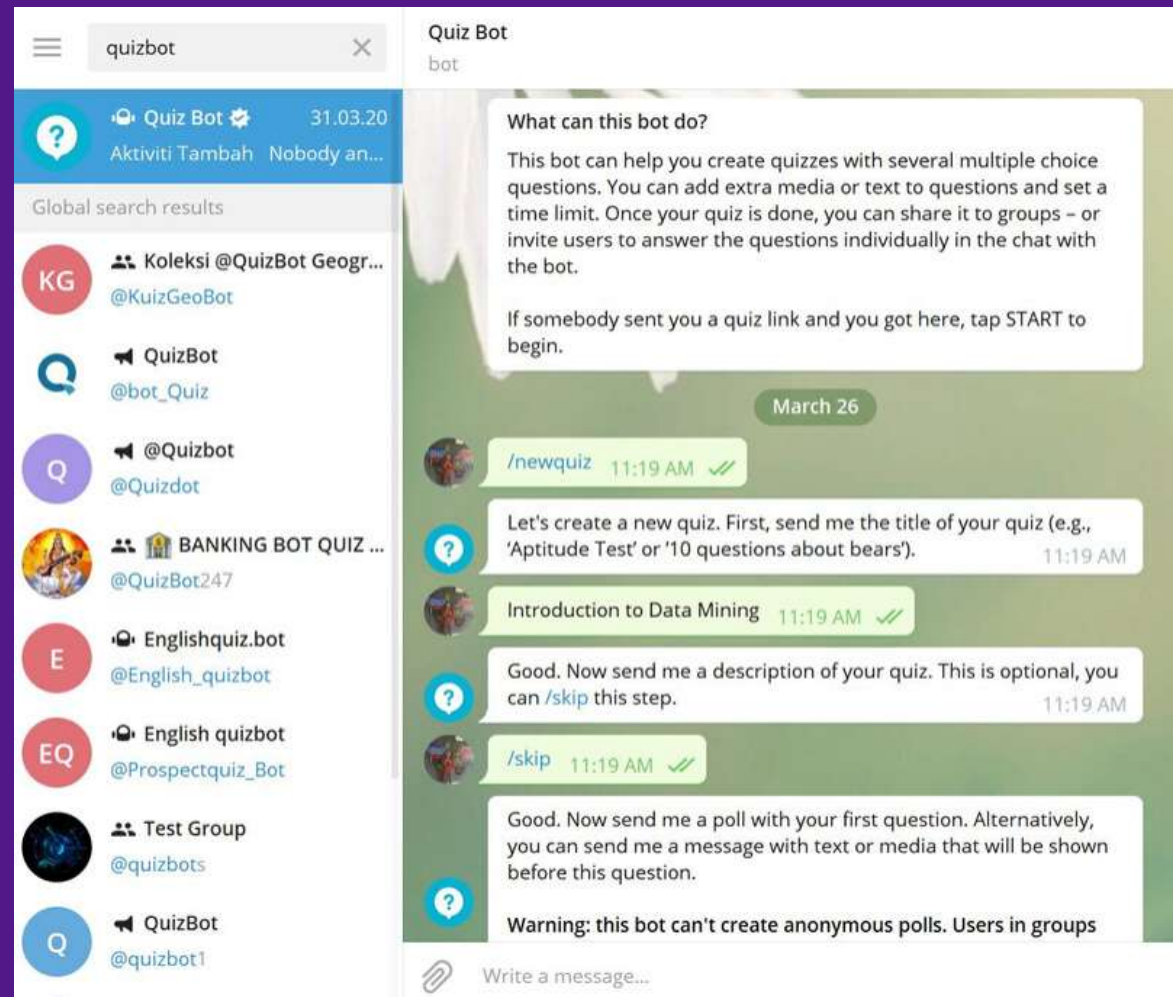 quizbot
Quiz Bot
31.03.20
Aktiviti Tambah Nobody an...
Global search results
KG
Koleksi @QuizBot Geogr...
@KuizGeoBot
QuizBot
@bot_Quiz
Q
@Quizbot
@Quizdot
BANKING BOT QUIZ ...
@QuizBot247
E
Englishquiz.bot
@English_quizbot
EQ
English quizbot
@Prospectquiz_Bot
Test Group
@quizbots
Q
QuizBot
@quizbot1
Quiz Bot
bot
What can this bot do?
This bot can help you create quizzes with several multiple choice
questions. You can add extra media or text to questions and set a
time limit. Once your quiz is done, you can share it to groups – or
invite users to answer the questions individually in the chat with
the bot.
If somebody sent you a quiz link and you got here, tap START to
begin.
March 26
/newquiz 11:19 AM
Let's create a new quiz. First, send me the title of your quiz (e.g.,
'Aptitude Test' or '10 questions about bears'). 11:19 AM
Introduction to Data Mining 11:19 AM
Good. Now send me a description of your quiz. This is optional, you
can /skip this step. 11:19 AM
/skip 11:19 AM
Good. Now send me a poll with your first question. Alternatively,
you can send me a message with text or media that will be shown
before this question.
Warning: this bot can't create anonymous polls. Users in groups
Write a message...